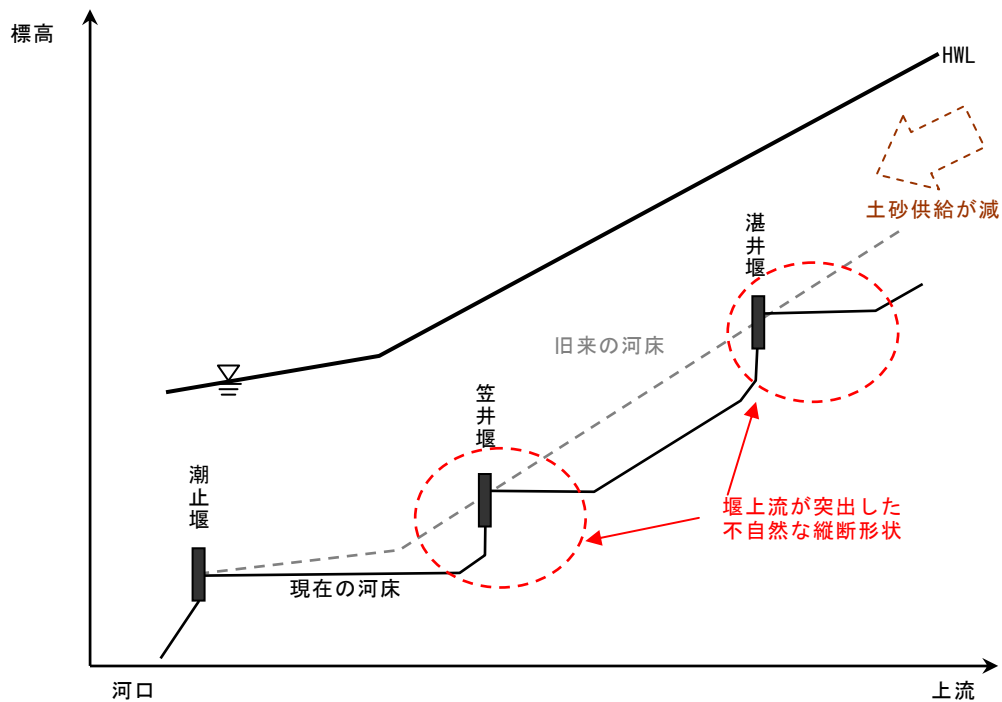 標高
HWL
土砂供給が減
湛井堰
旧来の河床
笠井堰
潮止堰
堰上流が突出した
不自然な縦断形状
現在の河床
河口
上流